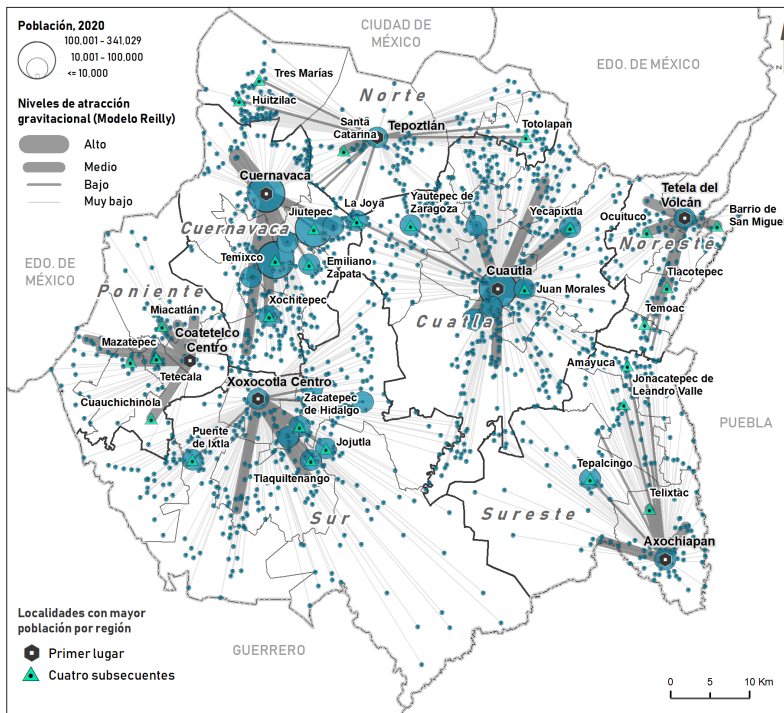 Población, 2020
100,001 - 341,029
10,001 - 100,000
<= 10,000
Niveles de atracción
gravitacional (Modelo Reilly)
Alto
Medio
Bajo
Muy bajo
CIUDAD DE
MÉXICO
EDO. DE MÉXICO
Tres Marías
Huitzilac
Norte
Santa
Catarina
Tepoztlán
Totolapan
Cuernavaca
La Joya
Yautepec de
Zaragoza
Yecapixtla
Tetela del
Volcán
Ocuituco
Barrio de
San Miguel
Noreste
Jiutepec
Cuernavaca
Temixco
Emiliano
Zapata
Cuautla
Juan Morales
Tlacotepec
EDO. DE
MÉXICO
Poniente
Xochitepec
Cuatla
Temoac
Miacatlán
Coatetelco
Centro
Mazatepec
Tetecala
Amayuca
Jonacatepec de
Leandro Valle
Xoxocotla Centro
Cuauchichinola
Zacatepec
de Hidalgo
PUEBLA
Puente
de Ixtla
Jojutla
Tlaquiltenango
Tepalcingo
Telixtac
Sur
Sureste
Axochiapan
Localidades con mayor
población por región
Primer lugar
Cuatro subsecuentes
GUERRERO
0 5 10 Km